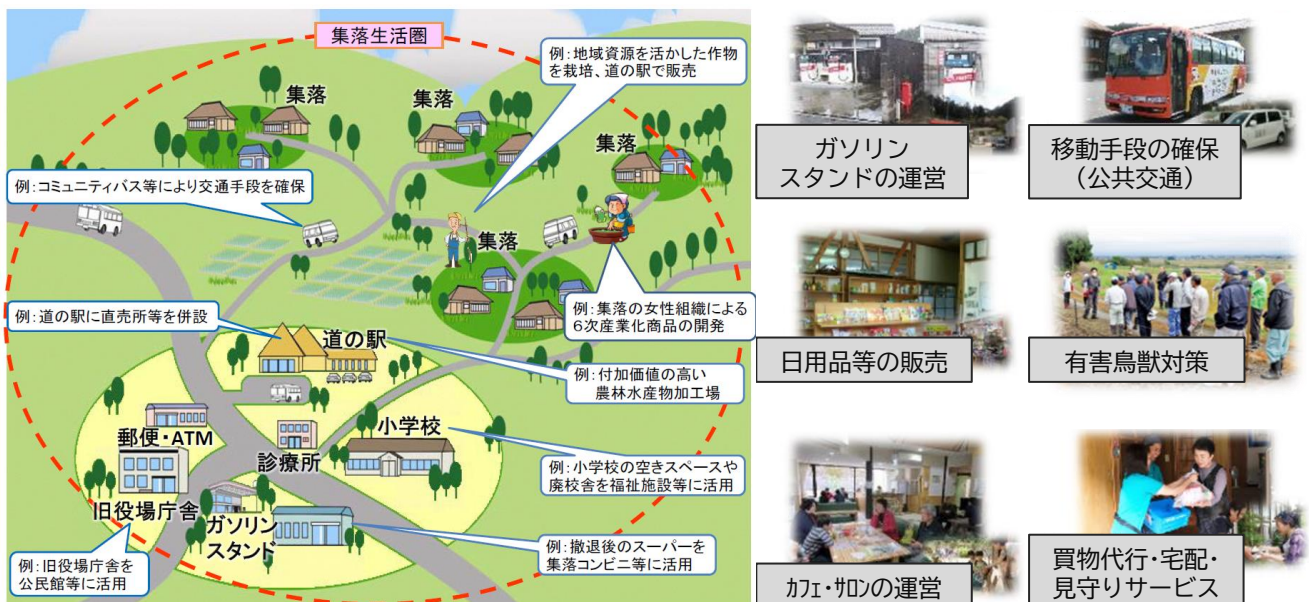 集落生活圏
例：地域資源を活かした作物
を栽培、道の駅で販売
集落
集落
集落
例：コミュニティバス等により交通手段を確保
集落
例：集落の女性組織による
６次産業化商品の開発
例：道の駅に直売所等を併設
道の駅
例：付加価値の高い
農林水産物加工場
小学校
郵便・ATM
診療所
例：小学校の空きスペースや
廃校舎を福祉施設等に活用
旧役場庁舎
ガソリン
スタンド
例：旧役場庁舎を
公民館等に活用
例：撤退後のスーパーを
集落コンビニ等に活用
ガソリン
スタンドの運営
移動手段の確保
（公共交通）
日用品等の販売
有害鳥獣対策
ｶﾌｪ・ｻﾛﾝの運営
買物代行・宅配・
見守りサービス